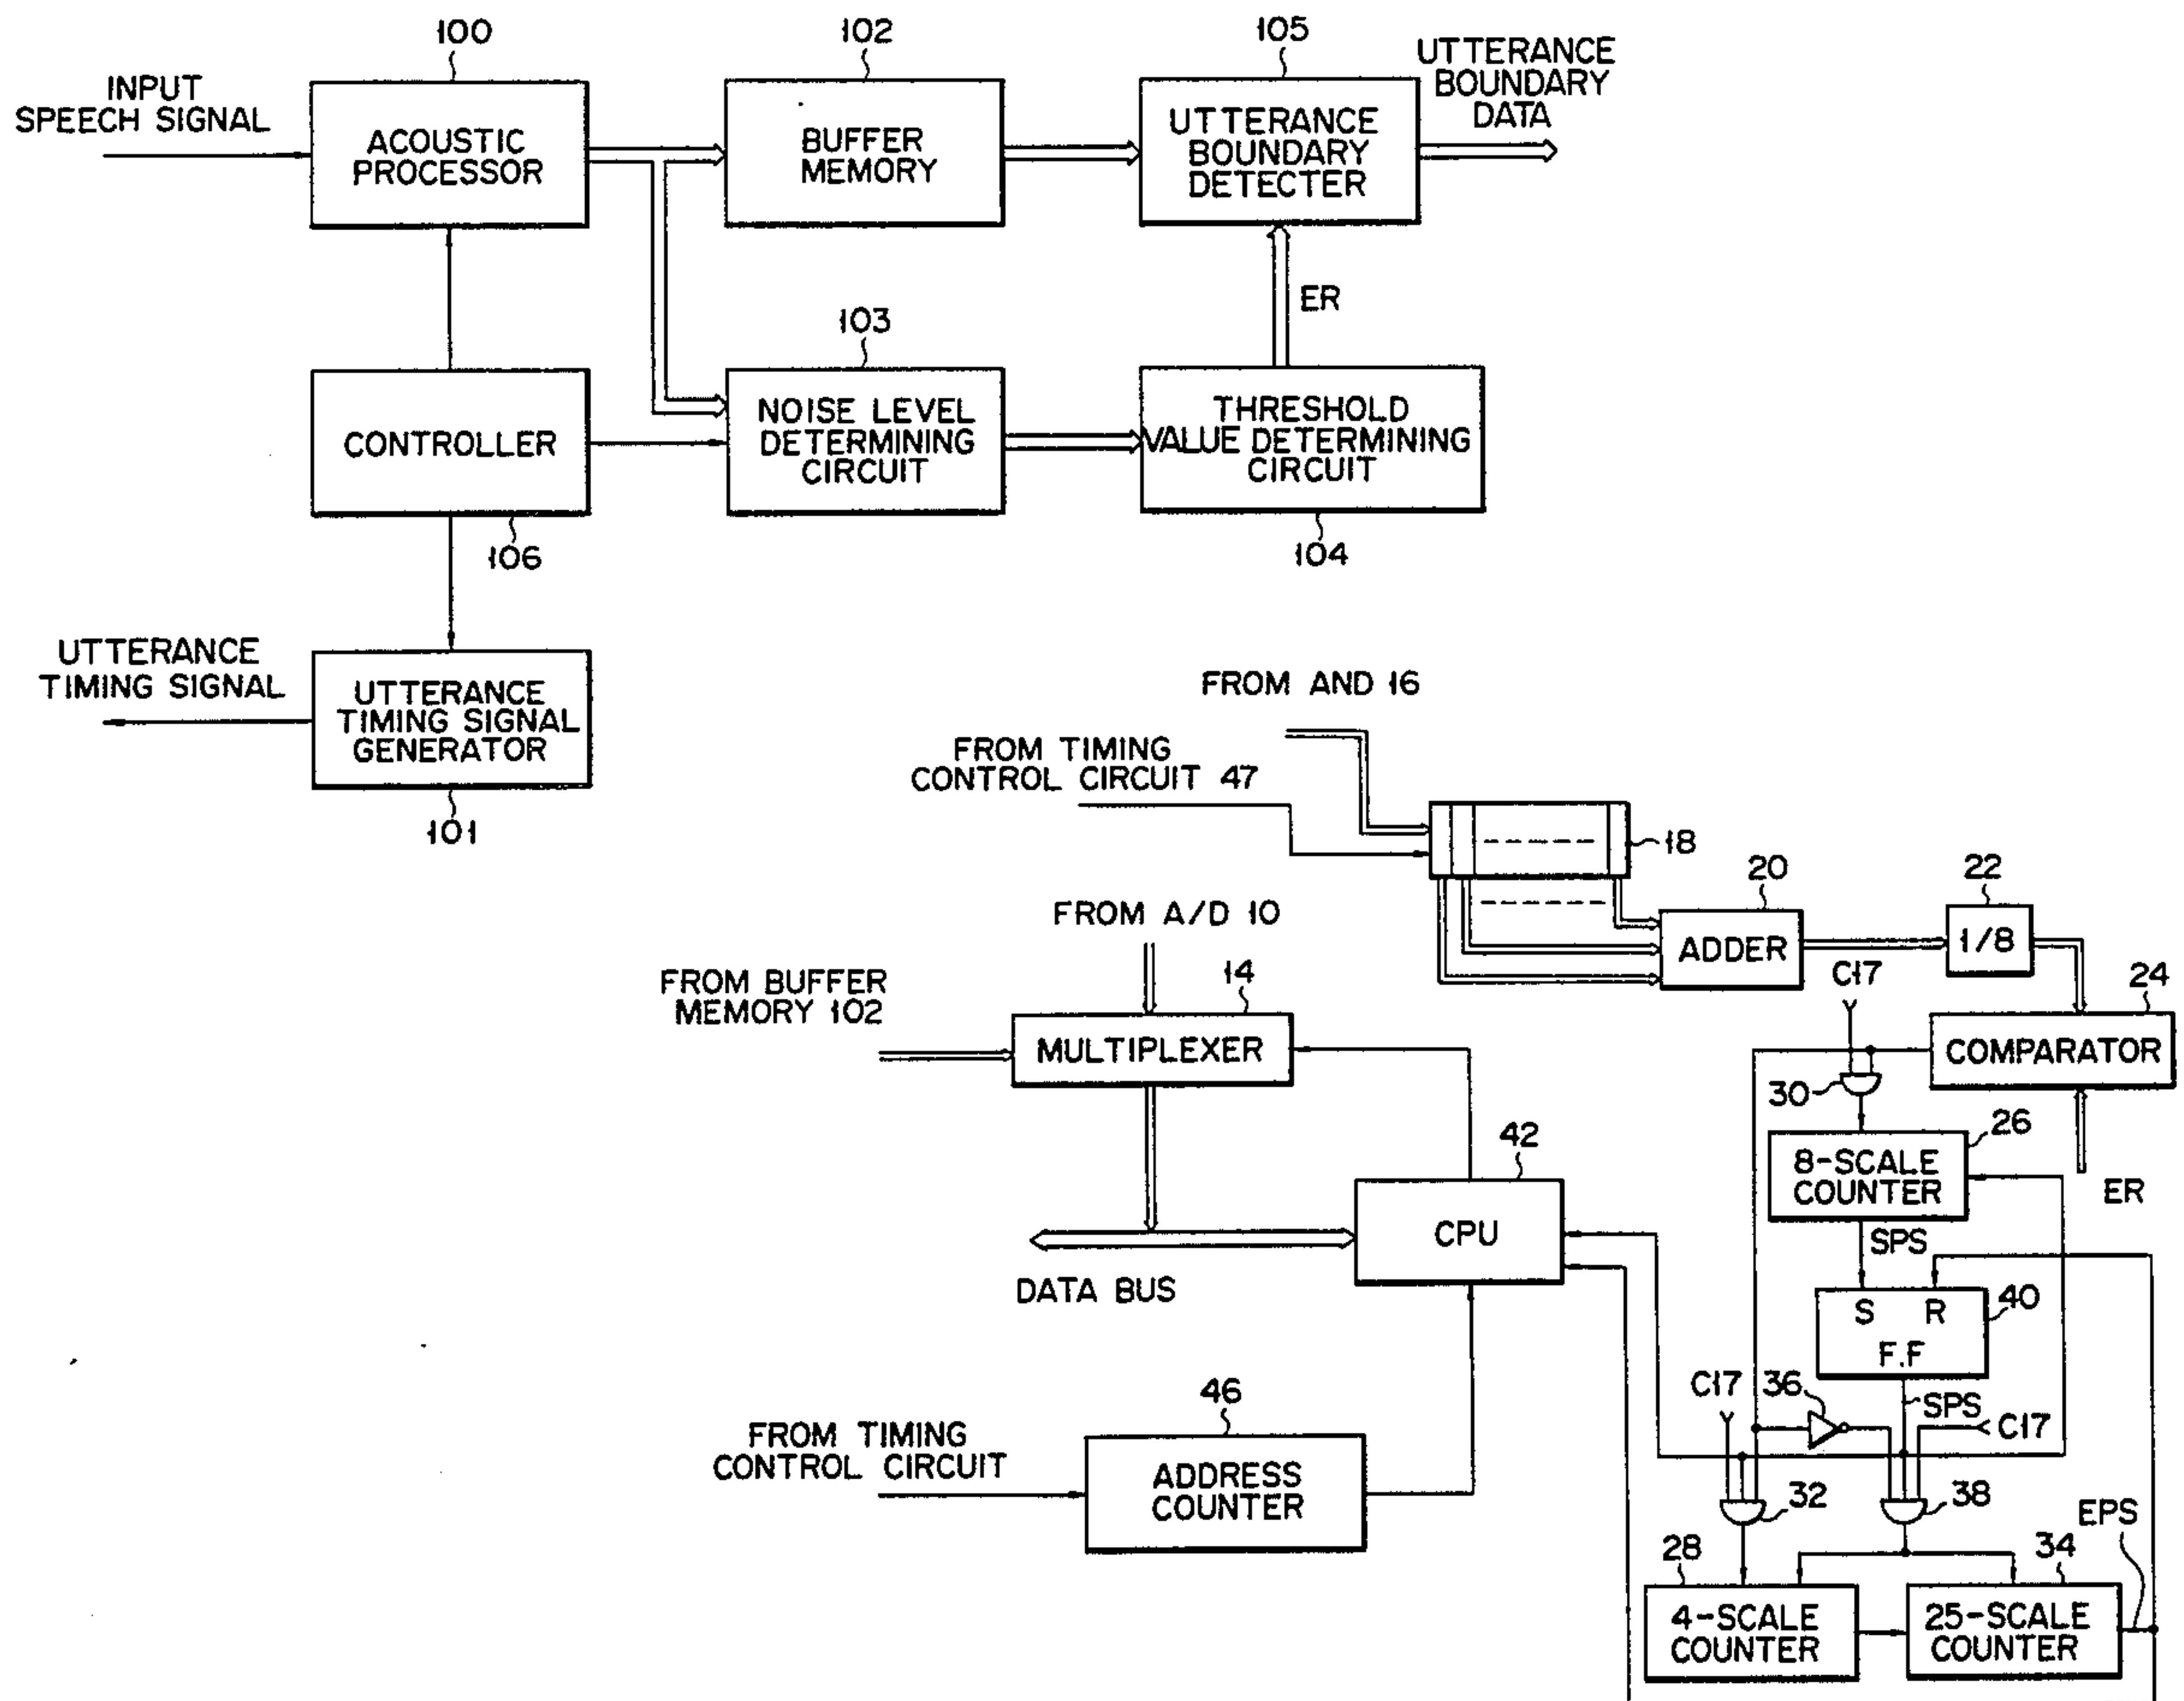 100
102
105
UTTERANCE
BOUNDARY
DATA
INPUT
SPEECH SIGNAL
ACOUSTIC
PROCESSOR
BUFFER
MEMORY
UTTERANCE
BOUNDARY
DETECTER
ER
103
CONTROLLER
NOISE LEVEL
DETERMINING
CIRCUIT
THRESHOLD
VALUE DETERMINING
CIRCUIT
106
104
UTTERANCE
TIMING SIGNAL
UTTERANCE
TIMING SIGNAL
GENERATOR
101
FROM AND 16
FROM TIMING
CONTROL CIRCUIT 47
18
20
22
ADDER
1/8
FROM A/D 10
FROM BUFFER
MEMORY 102
14
MULTIPLEXER
C17
24
COMPARATOR
30
26
8-SCALE
COUNTER
ER
42
CPU
DATA BUS
SPS
S R
F.F
40
C17
36
SPS
C17
46
FROM TIMING
CONTROL CIRCUIT
ADDRESS
COUNTER
32
38
EPS
28
34
4-SCALE
COUNTER
25-SCALE
COUNTER